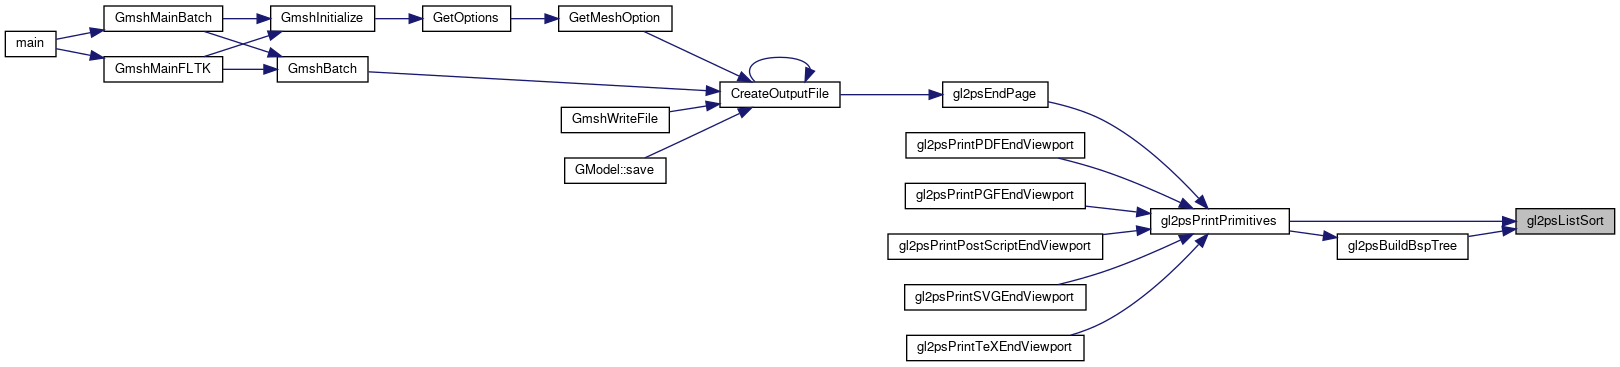 main
GmshMainBatch
GmshMainFLTK
GmshInitialize
GmshBatch
GetOptions
GetMeshOption
GmshWriteFile
GModel::save
CreateOutputFile
gl2psEndPage
gl2psPrintPDFEndViewport
gl2psPrintPGFEndViewport
gl2psPrintPostScriptEndViewport
gl2psPrintSVGEndViewport
gl2psPrintTeXEndViewport
gl2psPrintPrimitives
gl2psBuildBspTree
gl2psListSort